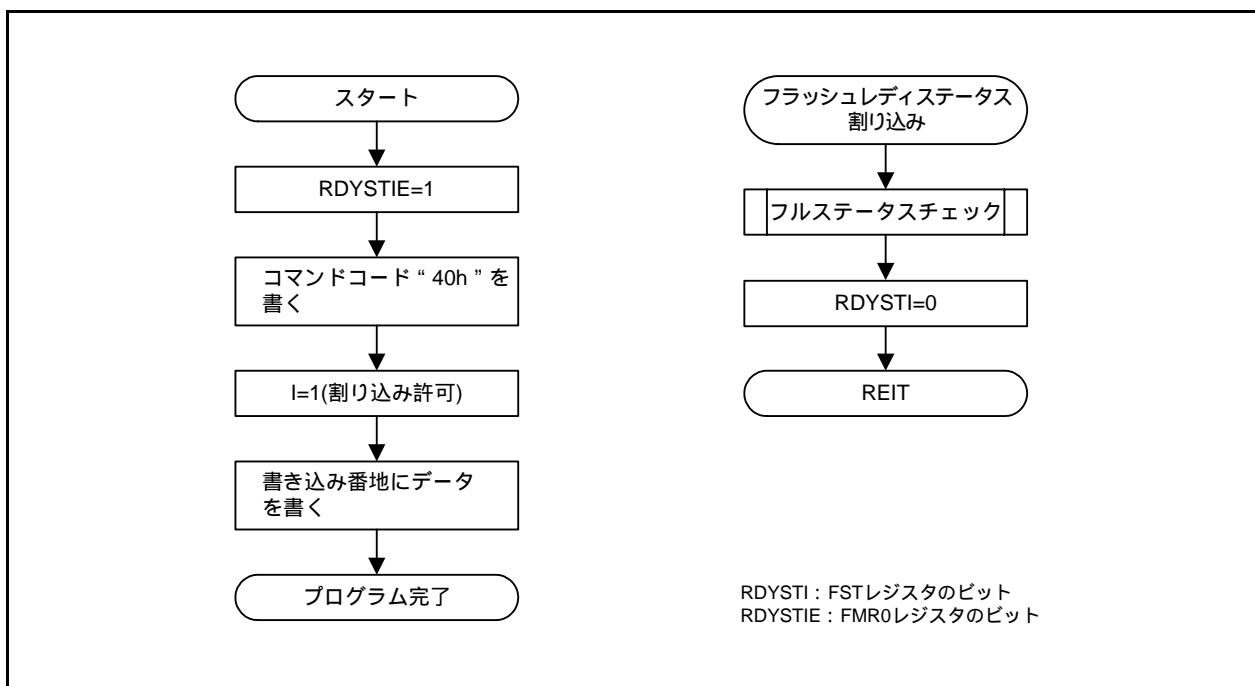 スタート
RDYSTIE=1
コマンドコード“ 40h ”を
書く
I=1(割り込み許可)
書き込み番地にデータ
を書く
プログラム完了
フラッシュレディステータス
割り込み
フルステータスチェック
RDYSTI=0
REIT
RDYSTI：FSTレジスタのビット
RDYSTIE：FMR0レジスタのビット